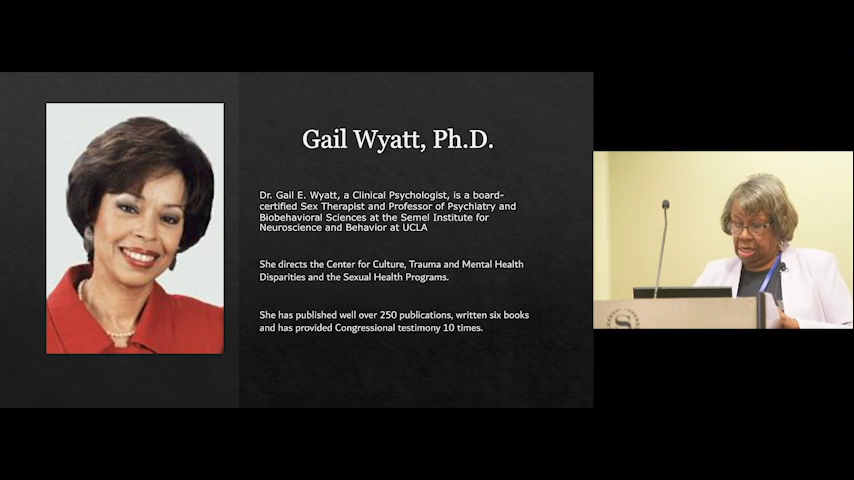 Gail Wyatt, Ph.D.
Dr. Gail E. Wyatt, a Clinical Psychologist, is a board-
certified Sex Therapist and Professor of Psychiatry and
Biobehavioral Sciences at the Semel Institute for
Neuroscience and Behavior at UCLA
She directs the Center for Culture, Trauma and Mental Health
Disparities and the Sexual Health Programs.
She has published well over 250 publications, written six books
and has provided Congressional testimony 10 times.
S